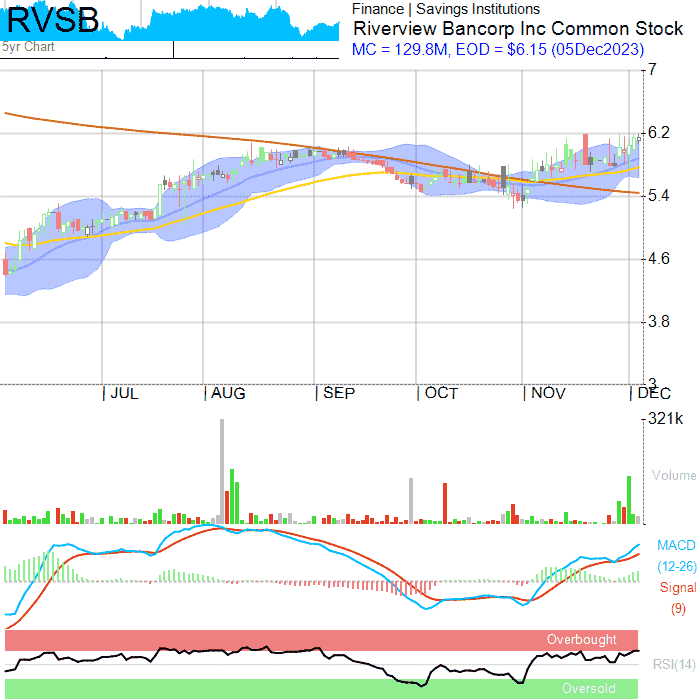 RVSB
5yr Chart
Finance | Savings Institutions
Riverview Bancorp Inc Common Stock
MC = 129.8M, EOD = $6.15 (05Dec2023)
7
6.2
5.4
4.6
3.8
3
JUL AUG SEP OCT NOV DEC
321k
Volume
MACD
(12-26)
Signal
(9)
Overbought
RSI(14)
Oversold